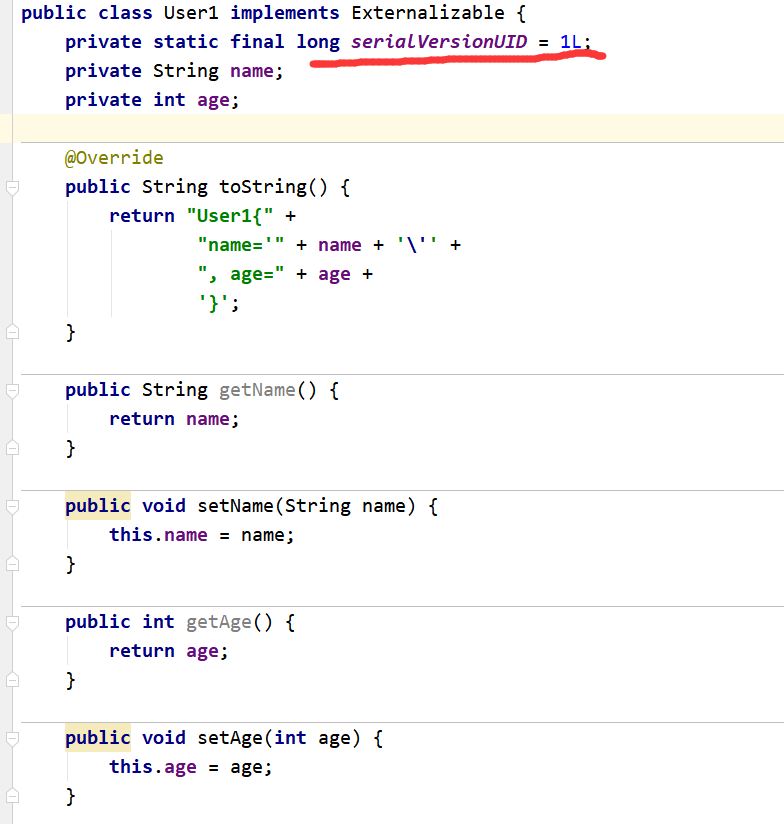 public class User1 implements Externalizable {
private static final long serialVersionUID = 1L;
private String name;
private int age;
@Override
public String toString() {
return "User1{" +
"name='" + name + '\'' +
", age=" + age +
'}';
}
public String getName() {
return name;
}
public void setName(String name) {
this.name = name;
}
public int getAge() {
return age;
}
public void setAge(int age) {
this.age = age;
}